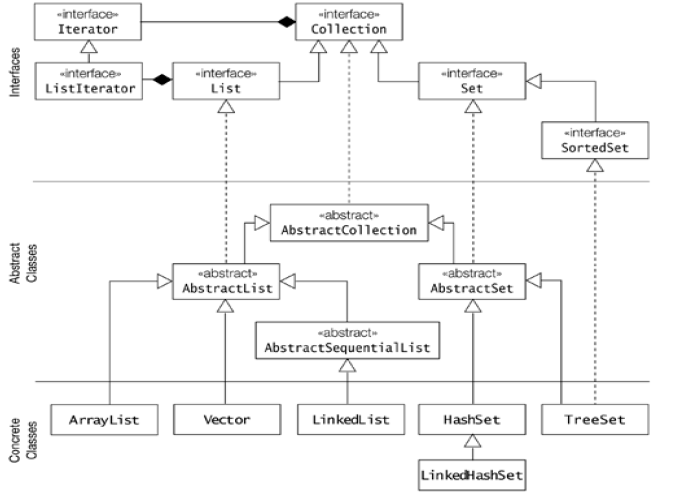 «interface»
Iterator
«interface»
Collection
Interfaces
«interface»
ListIterator
«interface»
List
«interface»
Set
«interface»
SortedSet
Abstract
Classes
«abstract»
AbstractCollection
«abstract»
AbstractList
«abstract»
AbstractSet
«abstract»
AbstractSequentialList
Concrete
Classes
ArrayList
Vector
LinkedList
HashSet
TreeSet
LinkedHashSet